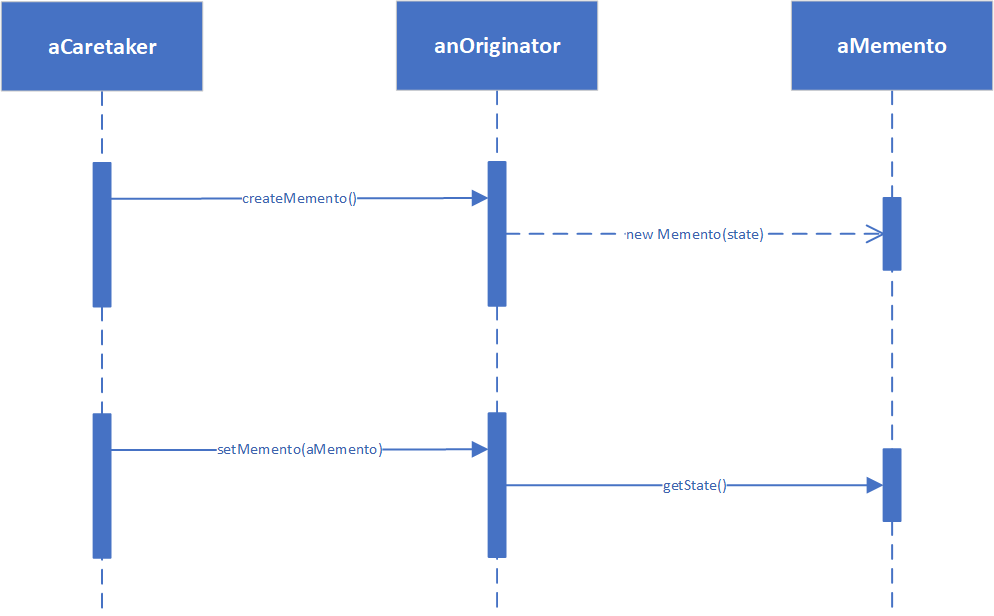 aCaretaker
anOriginator
aMemento
createMemento()
new Memento(state)
setMemento(aMemento)
getState()